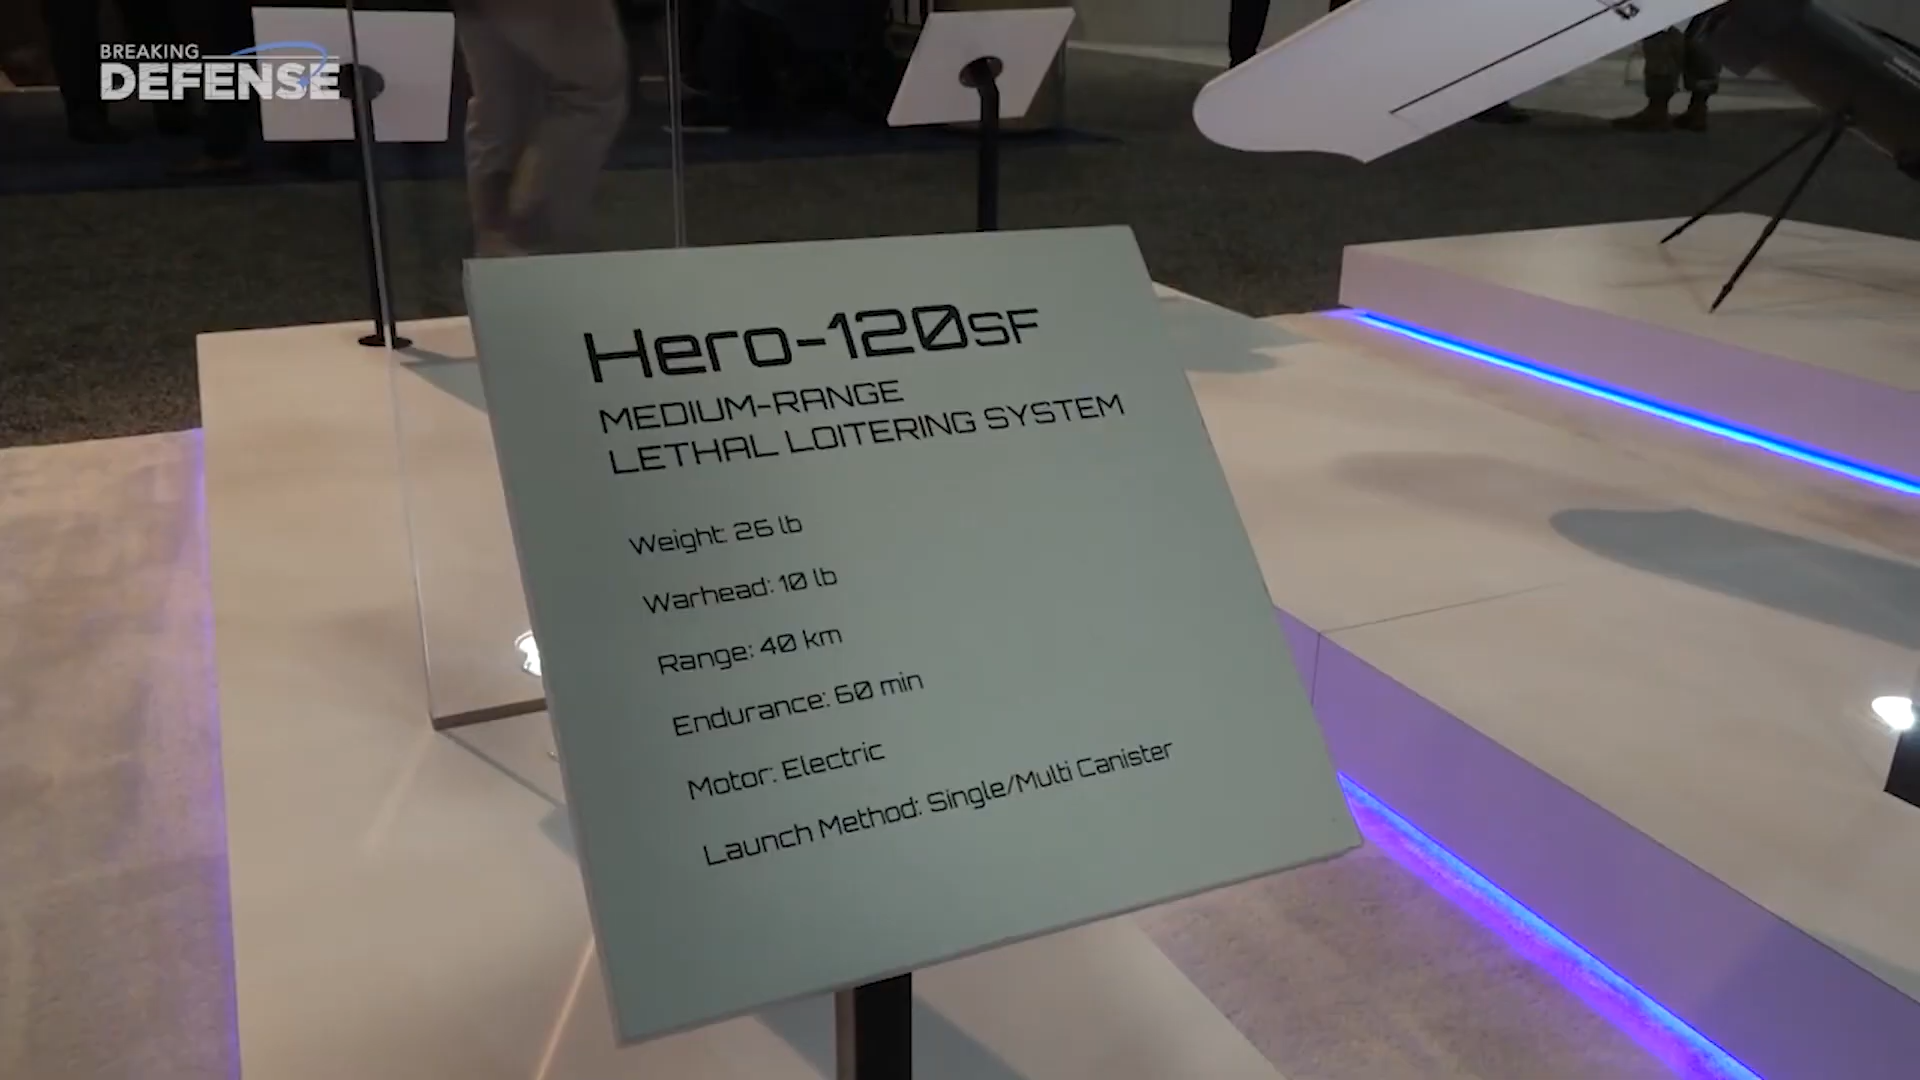 BREAKING
DEFENSE
Hero-120SF
MEDIUM-RANGE
LETHAL LOITERING SYSTEM
Weight: 26 lb
Warhead: 10 lb
Range: 40 km
Endurance: 60 min
Motor: Electric
Launch Method: Single/Multi Canister